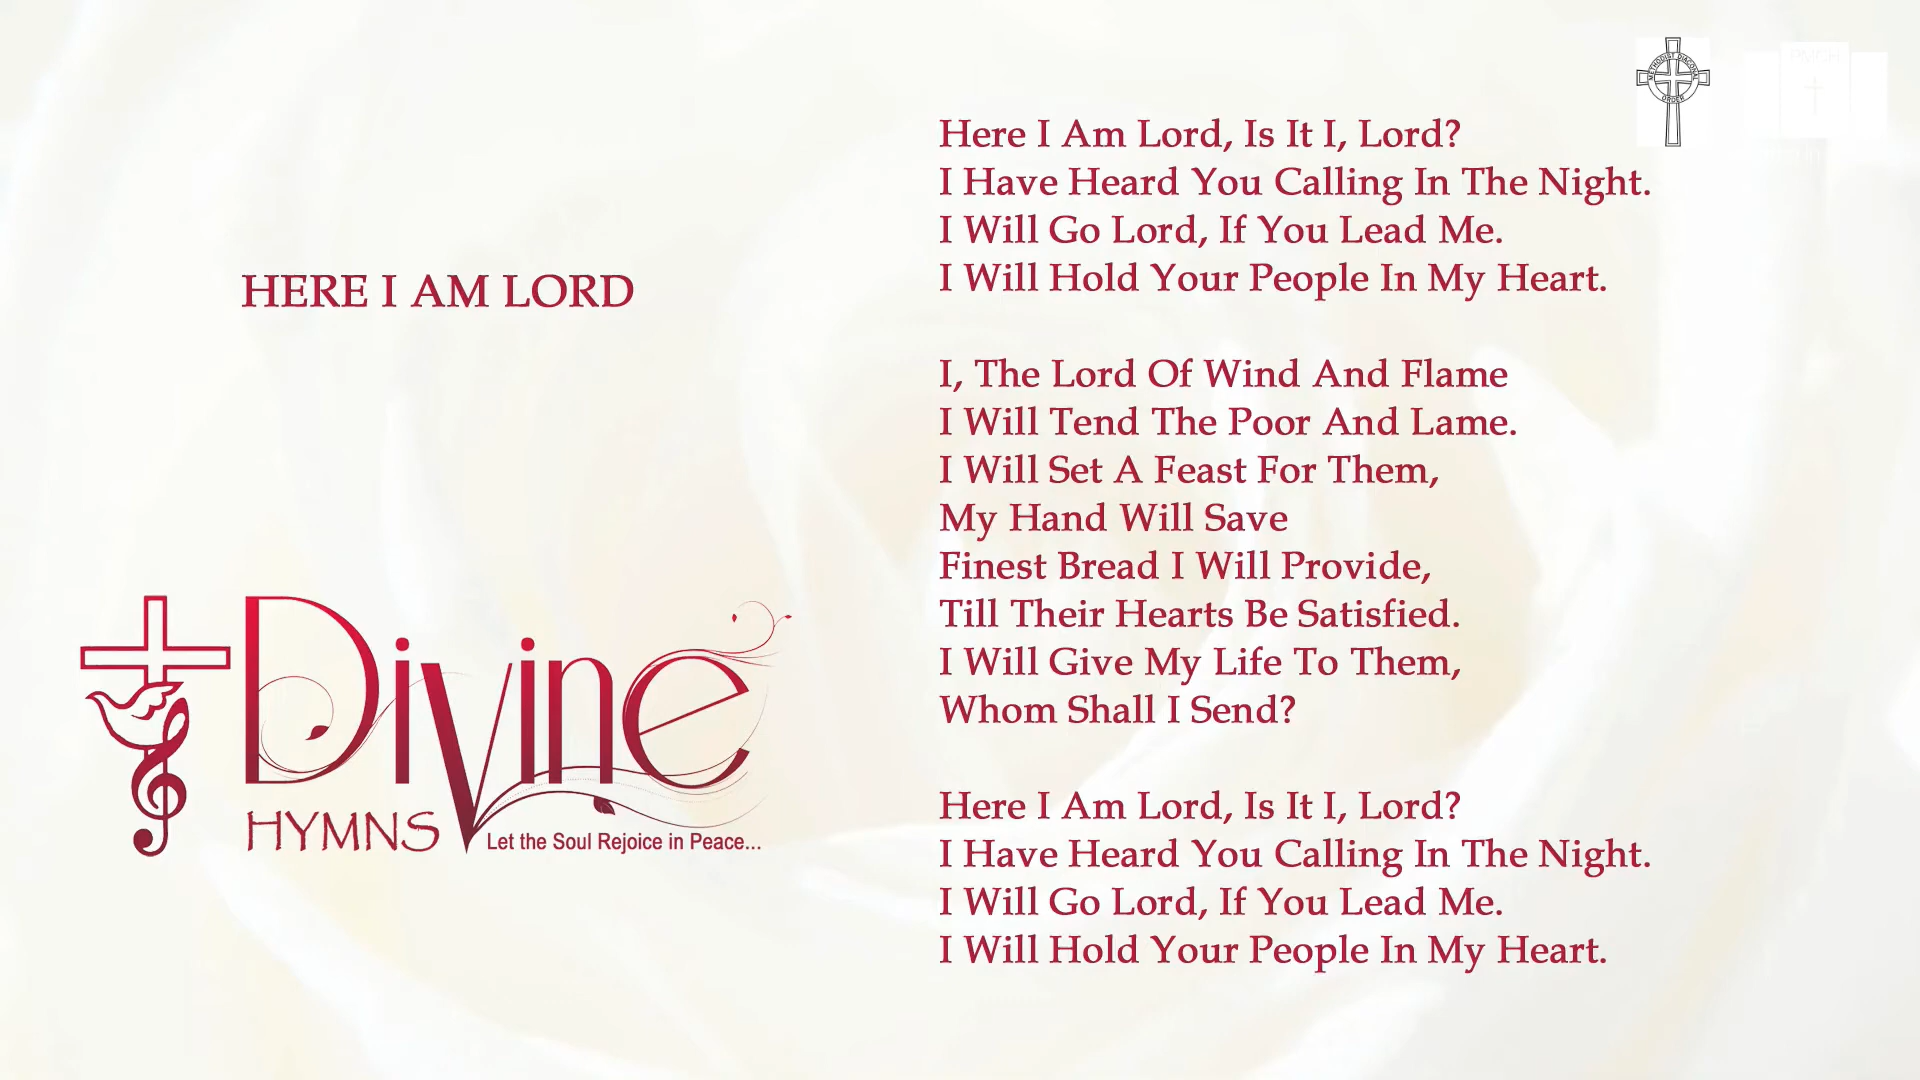 HERE I AM LORD
DiVine
HYMNS
Let the Soul Rejoice in Peace...
METHODIST DIACONAL
ORDER
Here I Am Lord, Is It I, Lord?
I Have Heard You Calling In The Night.
I Will Go Lord, If You Lead Me.
I Will Hold Your People In My Heart.
I, The Lord Of Wind And Flame
I Will Tend The Poor And Lame.
I Will Set A Feast For Them,
My Hand Will Save
Finest Bread I Will Provide,
Till Their Hearts Be Satisfied.
I Will Give My Life To Them,
Whom Shall I Send?
Here I Am Lord, Is It I, Lord?
I Have Heard You Calling In The Night.
I Will Go Lord, If You Lead Me.
I Will Hold Your People In My Heart.